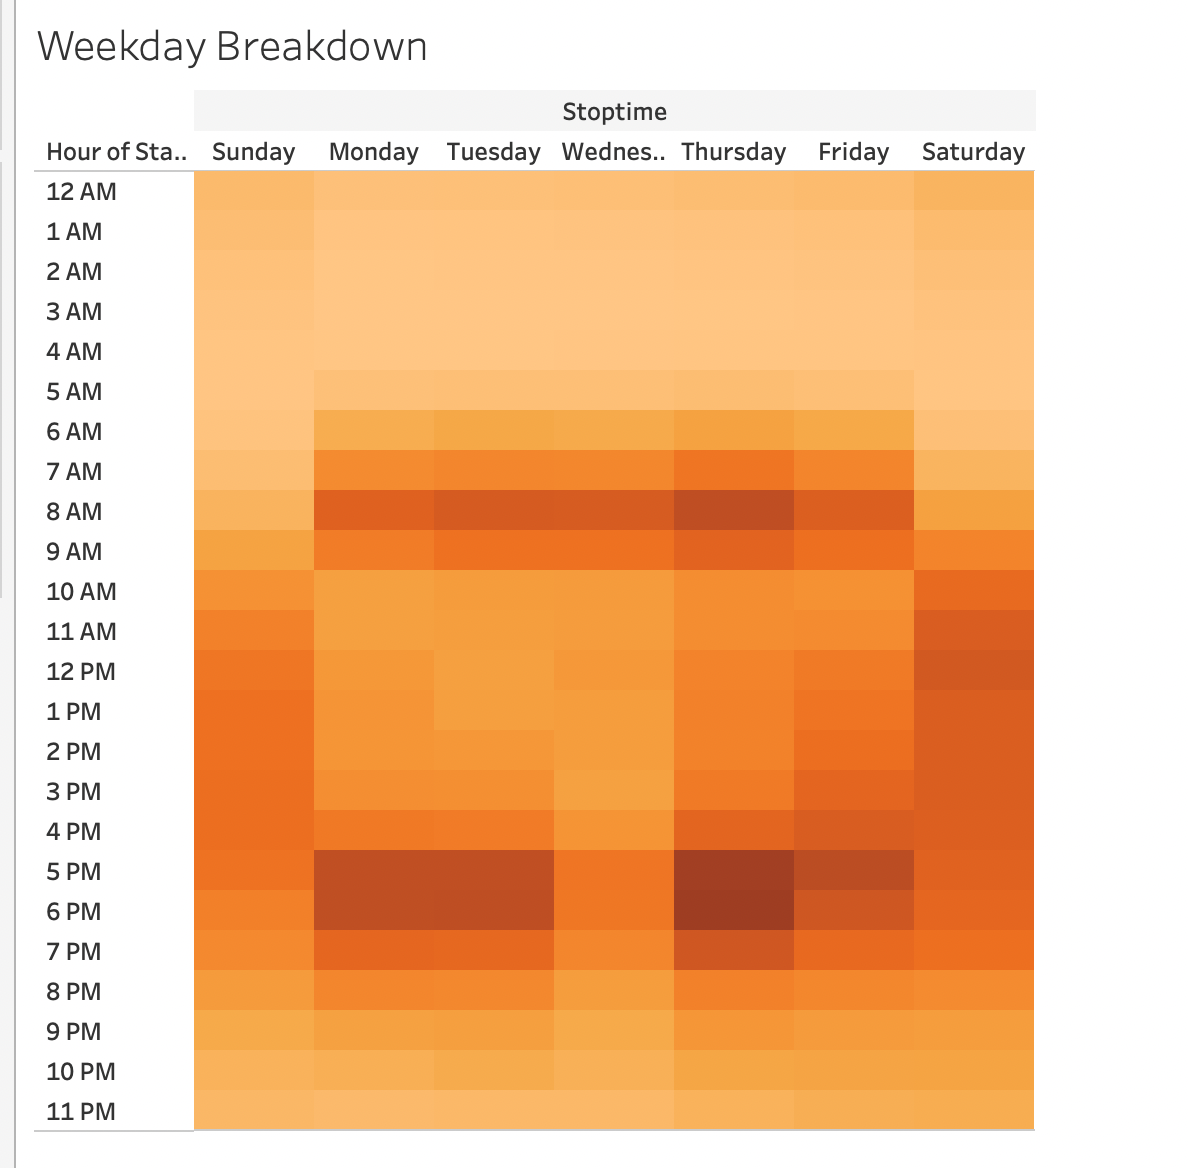 Weekday Breakdown
Stoptime
Hour of Sta.. Sunday Monday Tuesday Wednes.. Thursday Friday Saturday
12 AM
1 AM
2 AM
3 AM
4 AM
5 AM
6 AM
7 AM
8 AM
9 AM
10 AM
11 AM
12 PM
1 PM
2 PM
3 PM
4 PM
5 PM
6 PM
7 PM
8 PM
9 PM
10 PM
11 PM